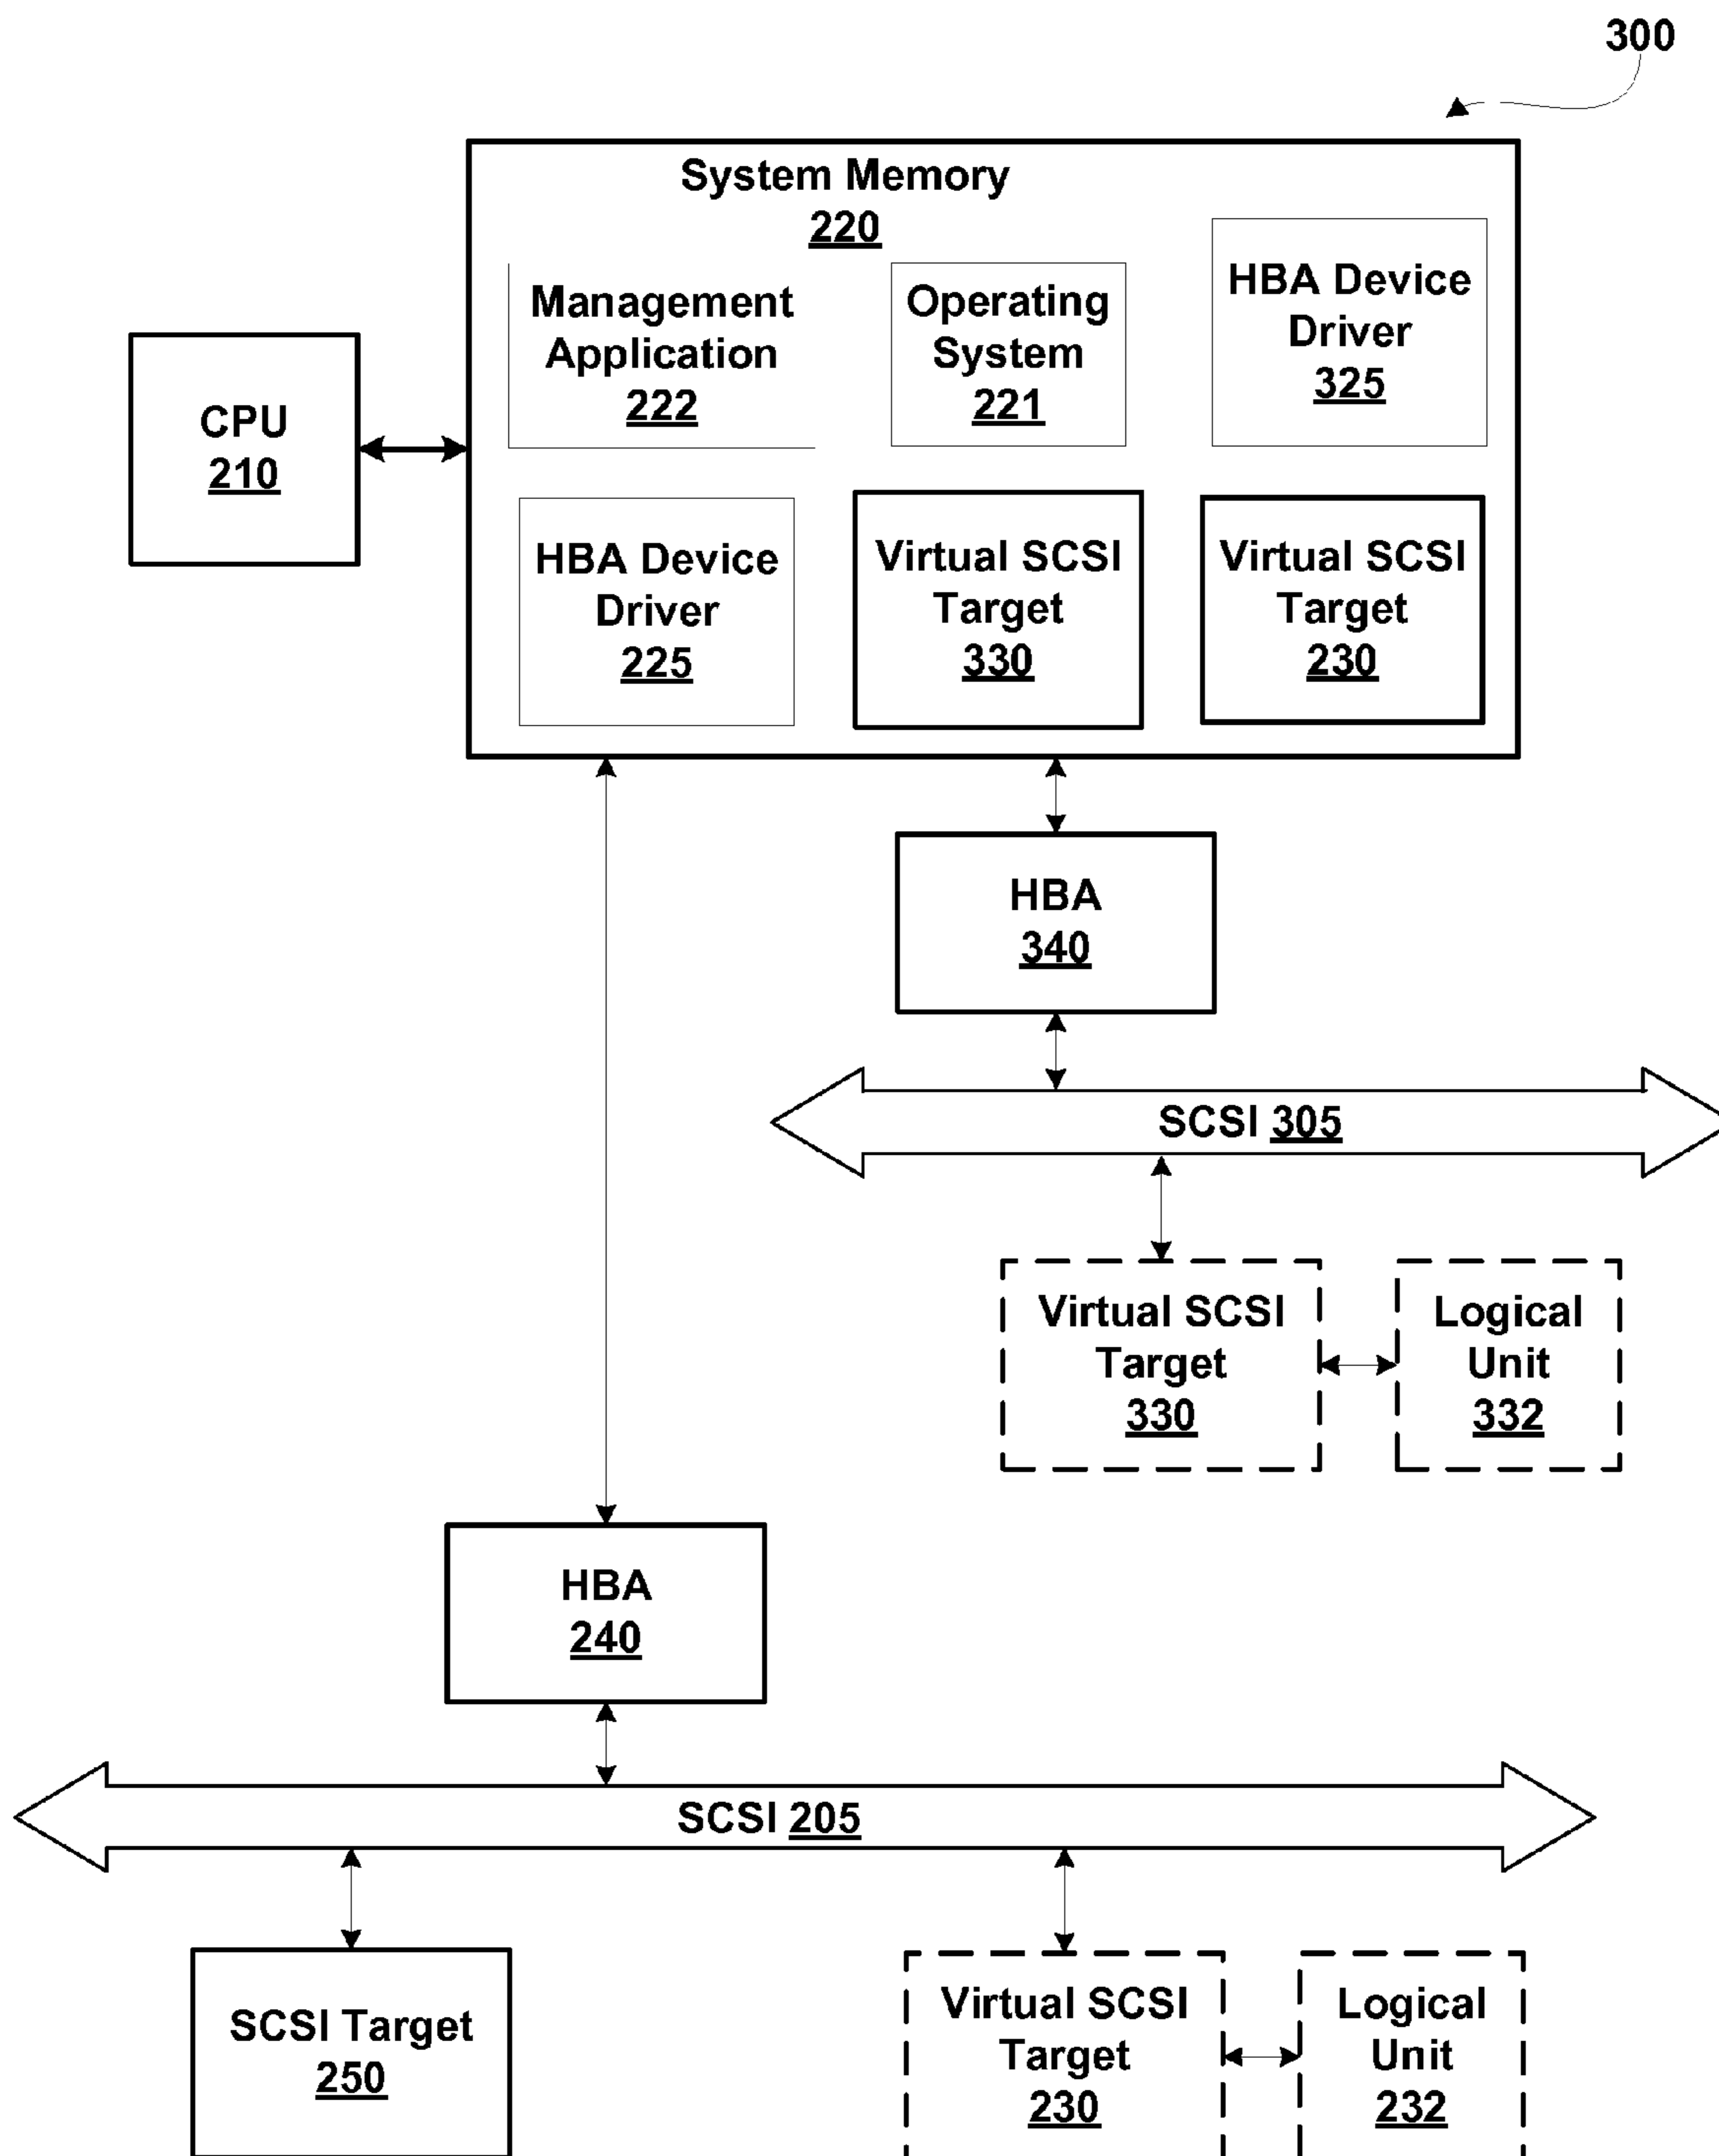 300
System Memory
220
Management
Application
222
Operating
System
221
HBA Device
Driver
325
CPU
210
HBA Device
Driver
225
Virtual SCSI
Target
330
Virtual SCSI
Target
230
HBA
340
SCSI 305
Virtual SCSI
Target
330
Logical
Unit
332
HBA
240
SCSI 205
SCSI Target
250
Virtual SCSI
Target
230
Logical
Unit
232